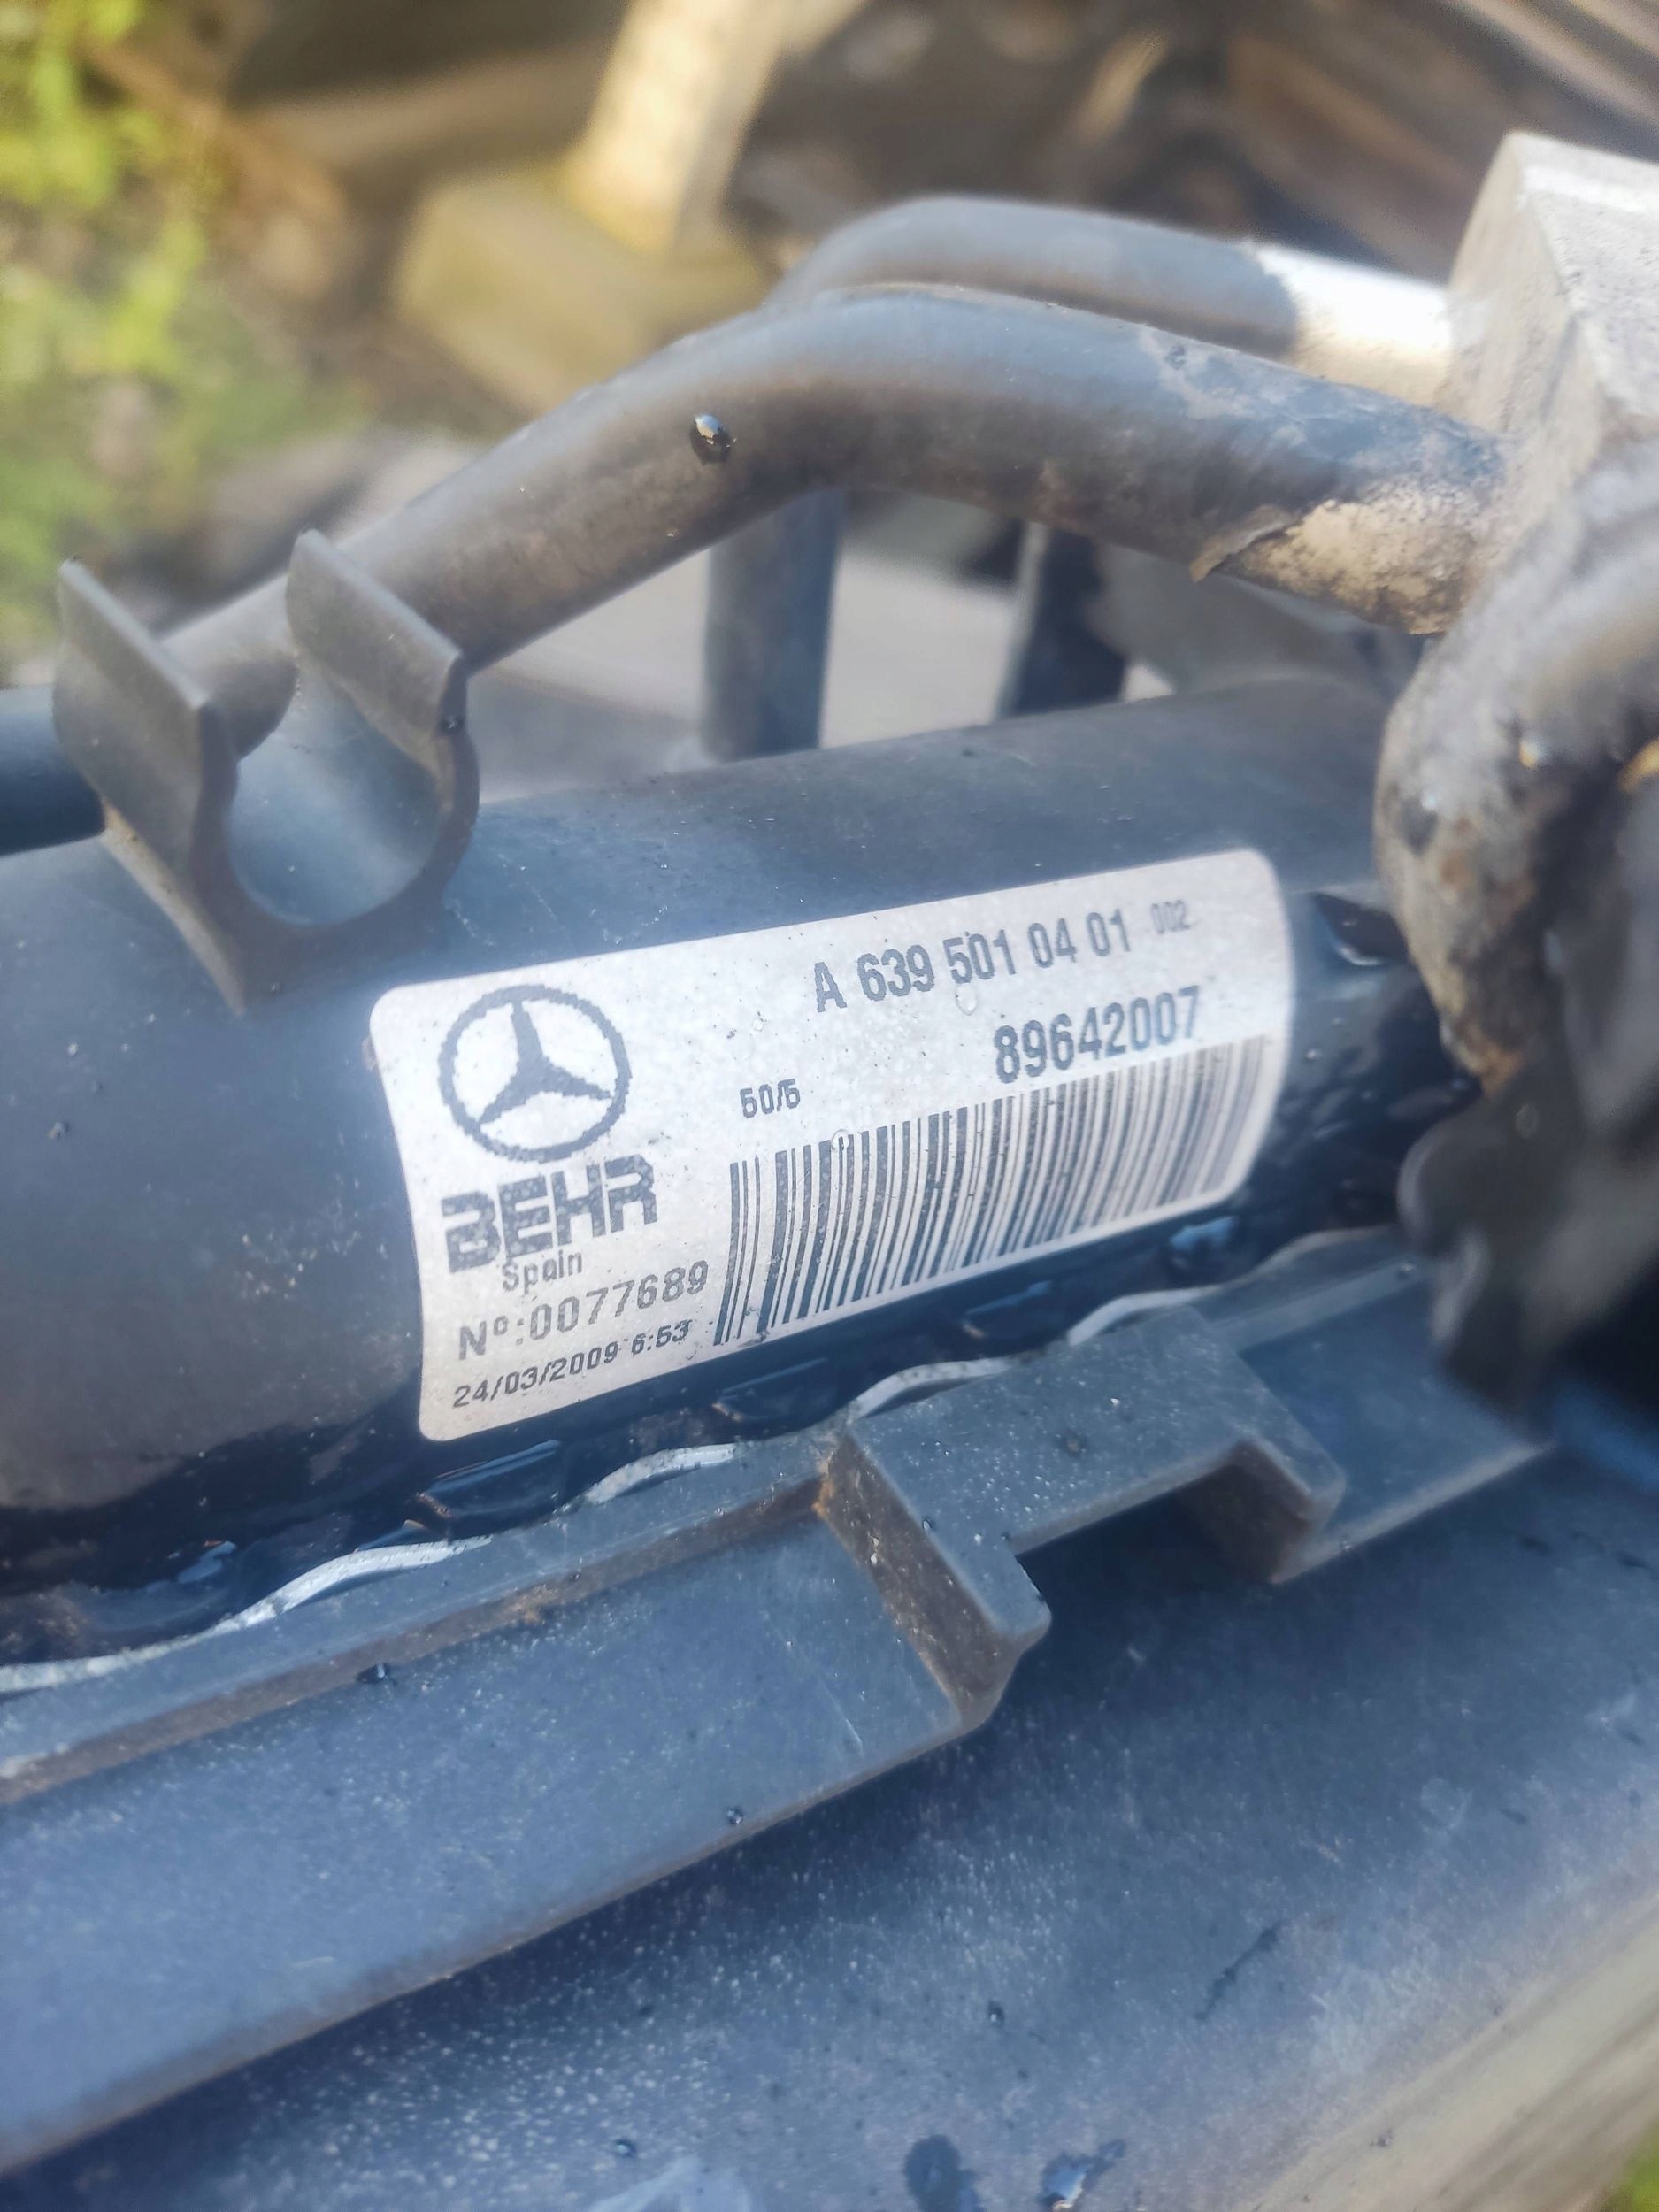 A 639 501 04 01 002
89642007
50/5
BEHR
Spain
Nº:0077689
24/03/2009 6:53